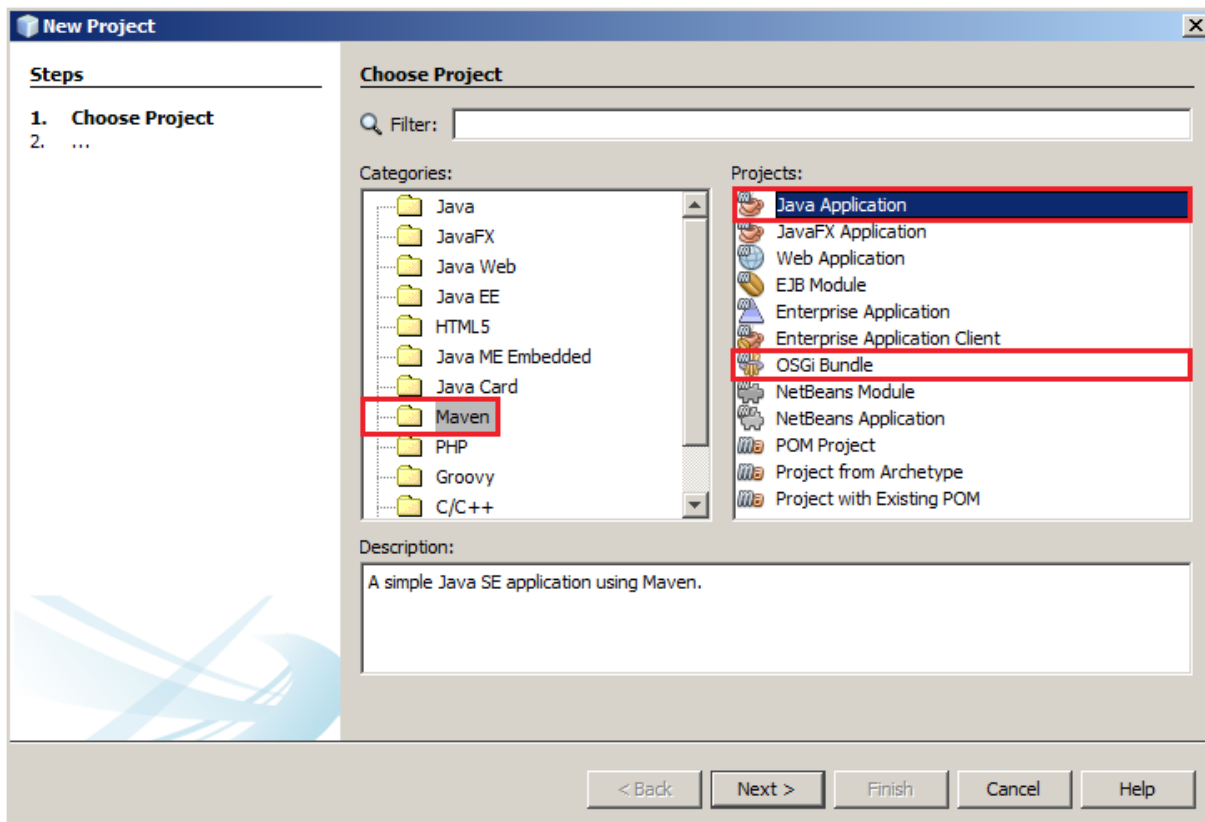 New Project
Steps
1. Choose Project
2. ...
Choose Project
Filter:
Categories:
Java
JavaFX
Java Web
Java EE
HTML5
Java ME Embedded
Java Card
Maven
PHP
Groovy
C/C++
Projects:
Java Application
JavaFX Application
Web Application
EJB Module
Enterprise Application
Enterprise Application Client
OSGi Bundle
NetBeans Module
NetBeans Application
POM Project
Project from Archetype
Project with Existing POM
Description:
A simple Java SE application using Maven.
< Back Next > Finish Cancel Help